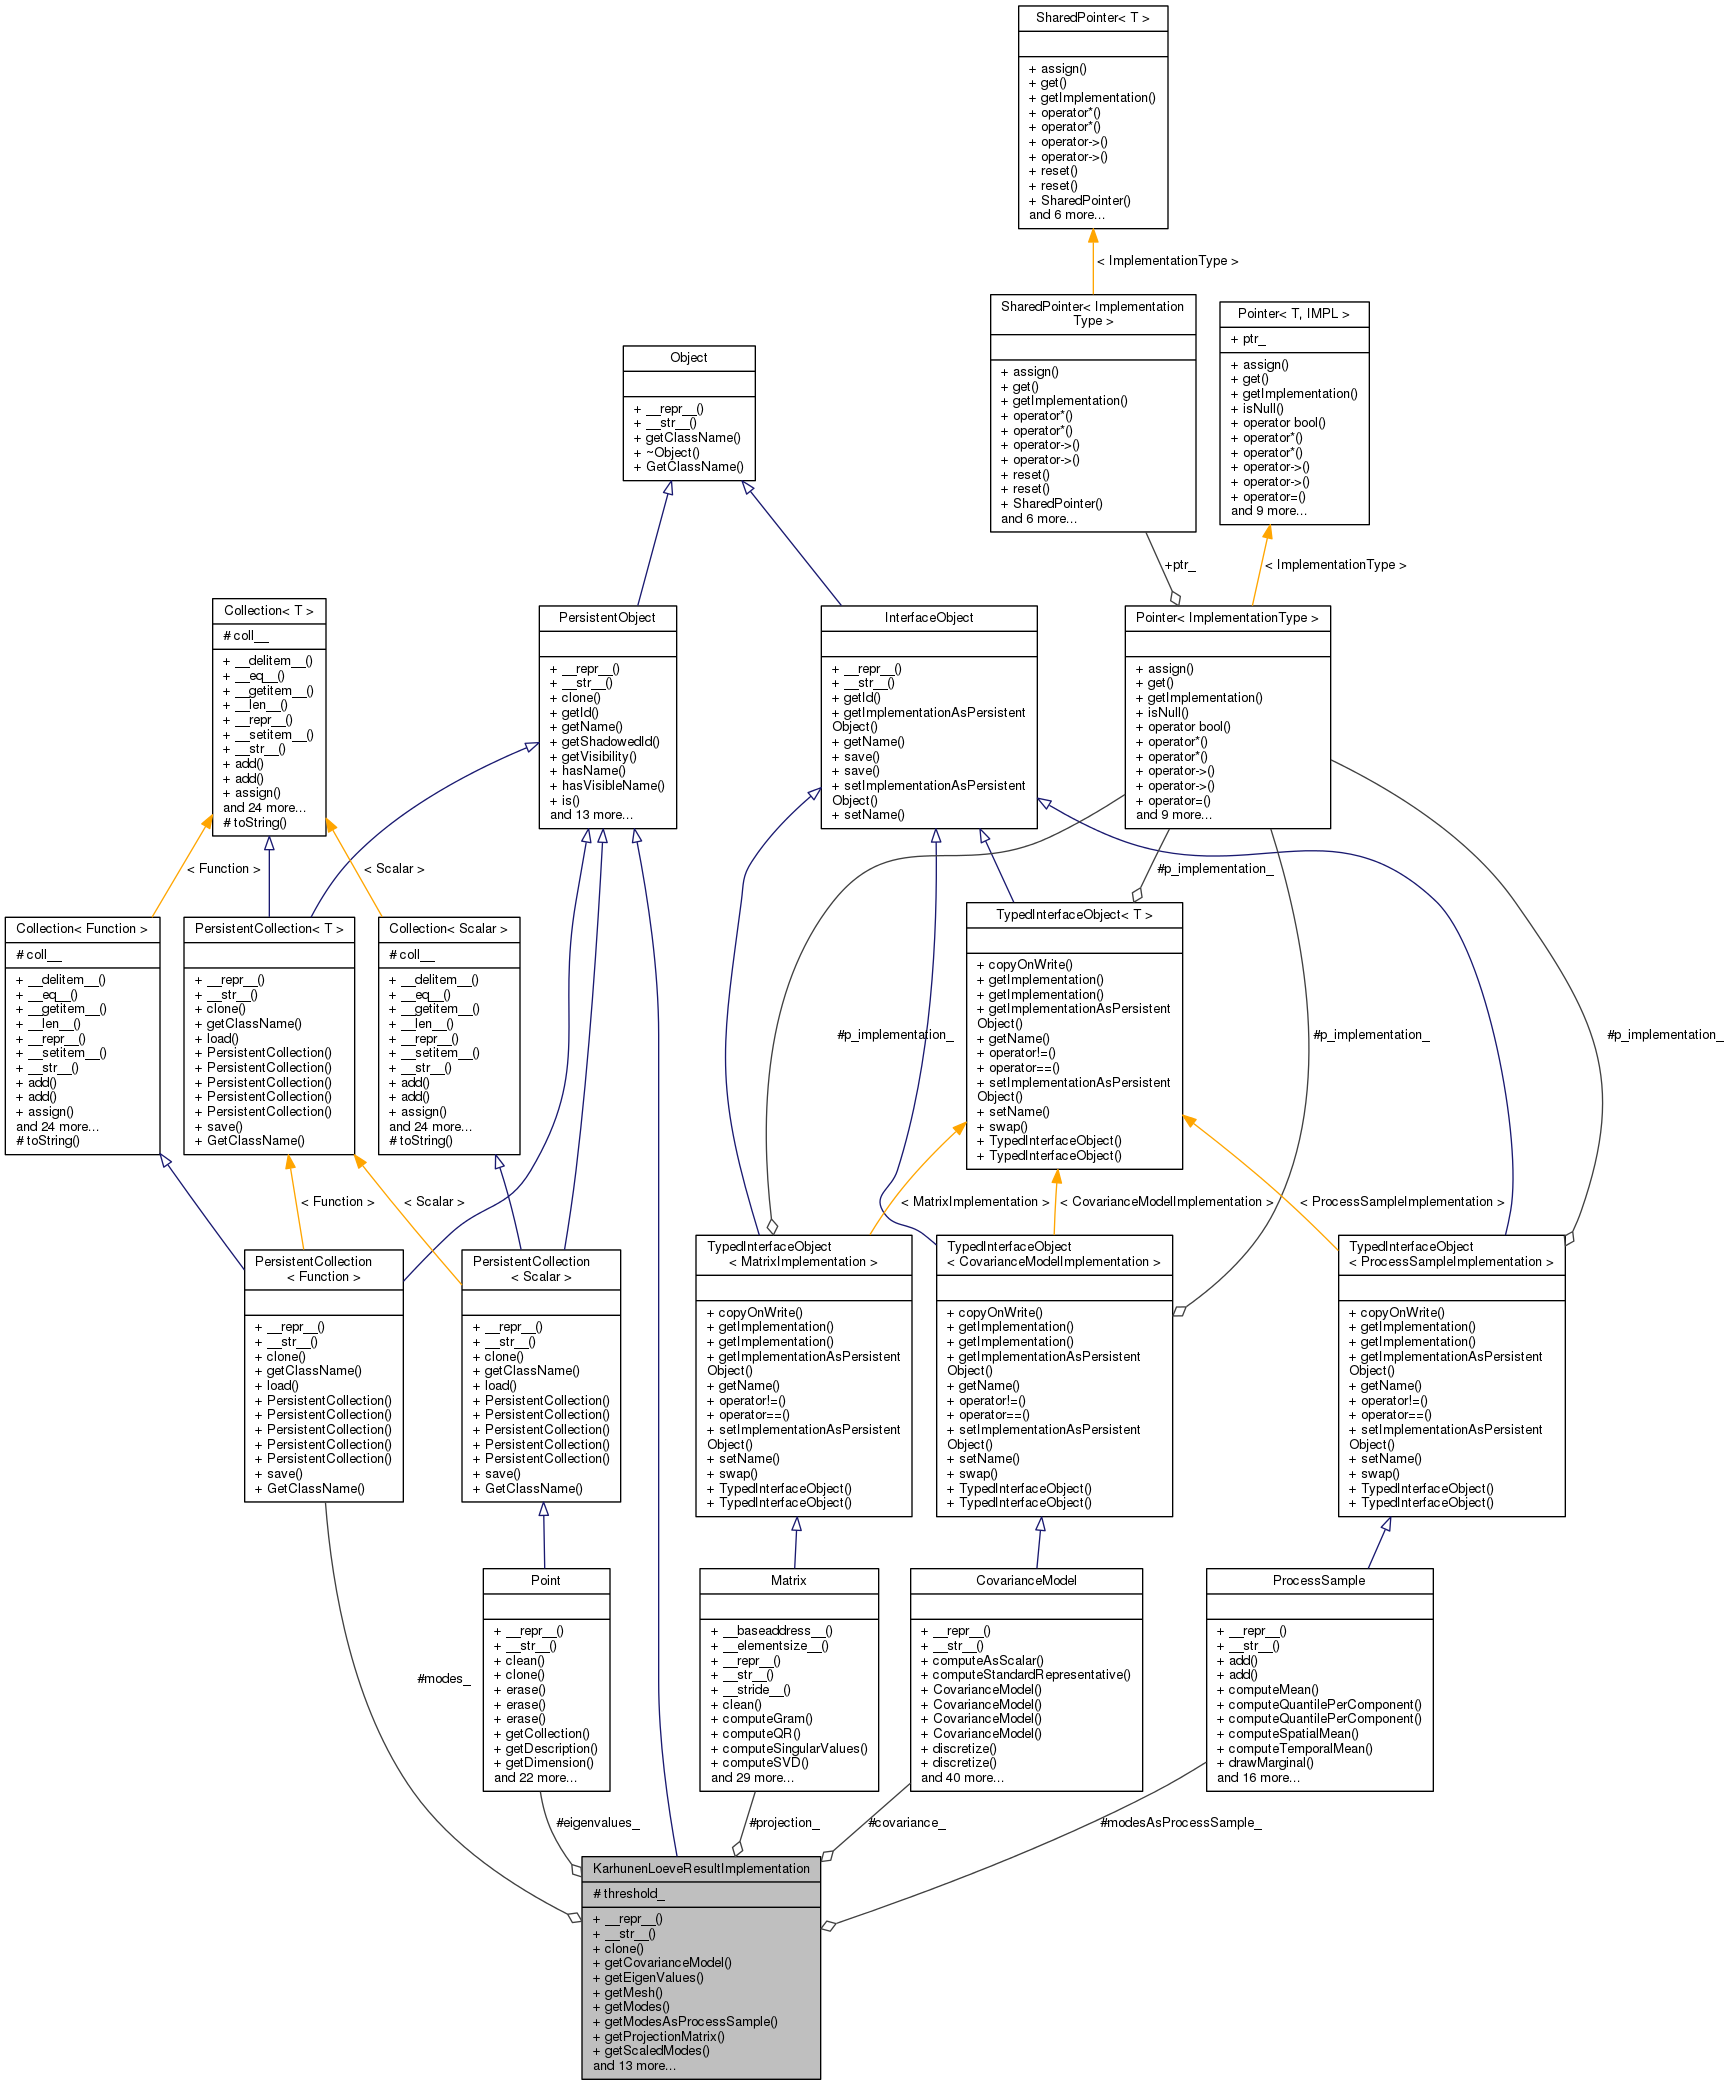 SharedPointer< T >
+ assign()
+ get()
+ getImplementation()
+ operator*()
+ operator*()
+ operator->()
+ operator->()
+ reset()
+ reset()
+ SharedPointer()
and 6 more...
< ImplementationType >
SharedPointer< Implementation
Type >
+ assign()
+ get()
+ getImplementation()
+ operator*()
+ operator*()
+ operator->()
+ operator->()
+ reset()
+ reset()
+ SharedPointer()
and 6 more...
Pointer< T, IMPL >
+ ptr_
+ assign()
+ get()
+ getImplementation()
+ isNull()
+ operator bool()
+ operator*()
+ operator*()
+ operator->()
+ operator->()
+ operator=()
and 9 more...
Object
+ __repr__()
+ __str__()
+ getClassName()
+ ~Object()
+ GetClassName()
+ptr_
< ImplementationType >
Collection< T >
# coll__
+ __delitem__()
+ __eq__()
+ __getitem__()
+ __len__()
+ __repr__()
+ __setitem__()
+ __str__()
+ add()
+ add()
+ assign()
and 24 more...
# toString()
PersistentObject
+ __repr__()
+ __str__()
+ clone()
+ getId()
+ getName()
+ getShadowedId()
+ getVisibility()
+ hasName()
+ hasVisibleName()
+ is()
and 13 more...
InterfaceObject
+ __repr__()
+ __str__()
+ getId()
+ getImplementationAsPersistent
Object()
+ getName()
+ save()
+ save()
+ setImplementationAsPersistent
Object()
+ setName()
Pointer< ImplementationType >
+ assign()
+ get()
+ getImplementation()
+ isNull()
+ operator bool()
+ operator*()
+ operator*()
+ operator->()
+ operator->()
+ operator=()
and 9 more...
< Function >
< Scalar >
#p_implementation_
Collection< Function >
# coll__
+ __delitem__()
+ __eq__()
+ __getitem__()
+ __len__()
+ __repr__()
+ __setitem__()
+ __str__()
+ add()
+ add()
+ assign()
and 24 more...
# toString()
PersistentCollection< T >
+ __repr__()
+ __str__()
+ clone()
+ getClassName()
+ load()
+ PersistentCollection()
+ PersistentCollection()
+ PersistentCollection()
+ PersistentCollection()
+ PersistentCollection()
+ save()
+ GetClassName()
Collection< Scalar >
# coll__
+ __delitem__()
+ __eq__()
+ __getitem__()
+ __len__()
+ __repr__()
+ __setitem__()
+ __str__()
+ add()
+ add()
+ assign()
and 24 more...
# toString()
TypedInterfaceObject< T >
+ copyOnWrite()
+ getImplementation()
+ getImplementation()
+ getImplementationAsPersistent
Object()
+ getName()
+ operator!=()
+ operator==()
+ setImplementationAsPersistent
Object()
+ setName()
+ swap()
+ TypedInterfaceObject()
+ TypedInterfaceObject()
#p_implementation_
#p_implementation_
#p_implementation_
< Function >
< Scalar >
< MatrixImplementation >
< CovarianceModelImplementation >
< ProcessSampleImplementation >
PersistentCollection
< Function >
+ __repr__()
+ __str__()
+ clone()
+ getClassName()
+ load()
+ PersistentCollection()
+ PersistentCollection()
+ PersistentCollection()
+ PersistentCollection()
+ PersistentCollection()
+ save()
+ GetClassName()
PersistentCollection
< Scalar >
+ __repr__()
+ __str__()
+ clone()
+ getClassName()
+ load()
+ PersistentCollection()
+ PersistentCollection()
+ PersistentCollection()
+ PersistentCollection()
+ PersistentCollection()
+ save()
+ GetClassName()
TypedInterfaceObject
< MatrixImplementation >
+ copyOnWrite()
+ getImplementation()
+ getImplementation()
+ getImplementationAsPersistent
Object()
+ getName()
+ operator!=()
+ operator==()
+ setImplementationAsPersistent
Object()
+ setName()
+ swap()
+ TypedInterfaceObject()
+ TypedInterfaceObject()
TypedInterfaceObject
< CovarianceModelImplementation >
+ copyOnWrite()
+ getImplementation()
+ getImplementation()
+ getImplementationAsPersistent
Object()
+ getName()
+ operator!=()
+ operator==()
+ setImplementationAsPersistent
Object()
+ setName()
+ swap()
+ TypedInterfaceObject()
+ TypedInterfaceObject()
TypedInterfaceObject
< ProcessSampleImplementation >
+ copyOnWrite()
+ getImplementation()
+ getImplementation()
+ getImplementationAsPersistent
Object()
+ getName()
+ operator!=()
+ operator==()
+ setImplementationAsPersistent
Object()
+ setName()
+ swap()
+ TypedInterfaceObject()
+ TypedInterfaceObject()
#modes_
Point
+ __repr__()
+ __str__()
+ clean()
+ clone()
+ erase()
+ erase()
+ erase()
+ getCollection()
+ getDescription()
+ getDimension()
and 22 more...
Matrix
+ __baseaddress__()
+ __elementsize__()
+ __repr__()
+ __str__()
+ __stride__()
+ clean()
+ computeGram()
+ computeQR()
+ computeSingularValues()
+ computeSVD()
and 29 more...
CovarianceModel
+ __repr__()
+ __str__()
+ computeAsScalar()
+ computeStandardRepresentative()
+ CovarianceModel()
+ CovarianceModel()
+ CovarianceModel()
+ CovarianceModel()
+ discretize()
+ discretize()
and 40 more...
ProcessSample
+ __repr__()
+ __str__()
+ add()
+ add()
+ computeMean()
+ computeQuantilePerComponent()
+ computeQuantilePerComponent()
+ computeSpatialMean()
+ computeTemporalMean()
+ drawMarginal()
and 16 more...
#eigenvalues_
#projection_
#covariance_
#modesAsProcessSample_
KarhunenLoeveResultImplementation
# threshold_
+ __repr__()
+ __str__()
+ clone()
+ getCovarianceModel()
+ getEigenValues()
+ getMesh()
+ getModes()
+ getModesAsProcessSample()
+ getProjectionMatrix()
+ getScaledModes()
and 13 more...